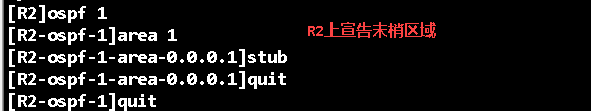 [R2]ospf 1
[R2-ospf-1]area 1
R2上宣告末梢区域
[R2-ospf-1-area-0.0.0.1]stub
[R2-ospf-1-area-0.0.0.1]quit
[R2-ospf-1]quit